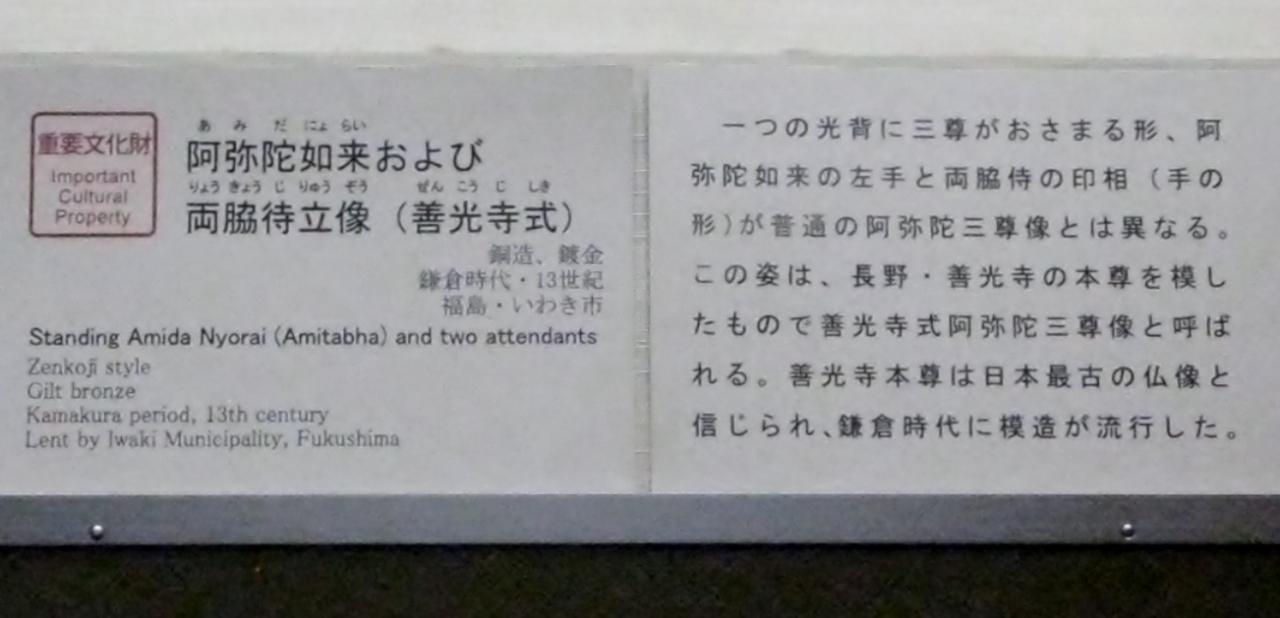 重要文化財
Important
Cultural
Property
あ み だ にょ らい
阿弥陀如来および
りょう きょう じ りゅう ぞう ぜん こう じ しき
両脇侍立像（善光寺式）
銅造、鍍金
鎌倉時代・13世紀
福島・いわき市
Standing Amida Nyorai (Amitabha) and two attendants
Zenkoji style
Gilt bronze
Kamakura period, 13th century
Lent by Iwaki Municipality, Fukushima
一つの光背に三尊がおさまる形、阿
弥陀如来の左手と両脇侍の印相（手の
形）が普通の阿弥陀三尊像とは異なる。
この姿は、長野・善光寺の本尊を模し
たもので善光寺式阿弥陀三尊像と呼ば
れる。善光寺本尊は日本最古の仏像と
信じられ、鎌倉時代に模造が流行した。